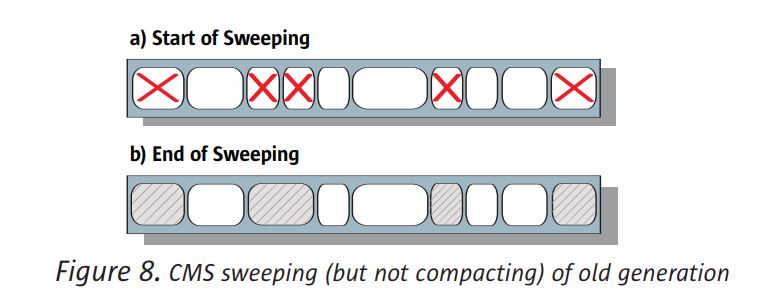 a) Start of Sweeping
b) End of Sweeping
Figure 8. CMS sweeping (but not compacting) of old generation